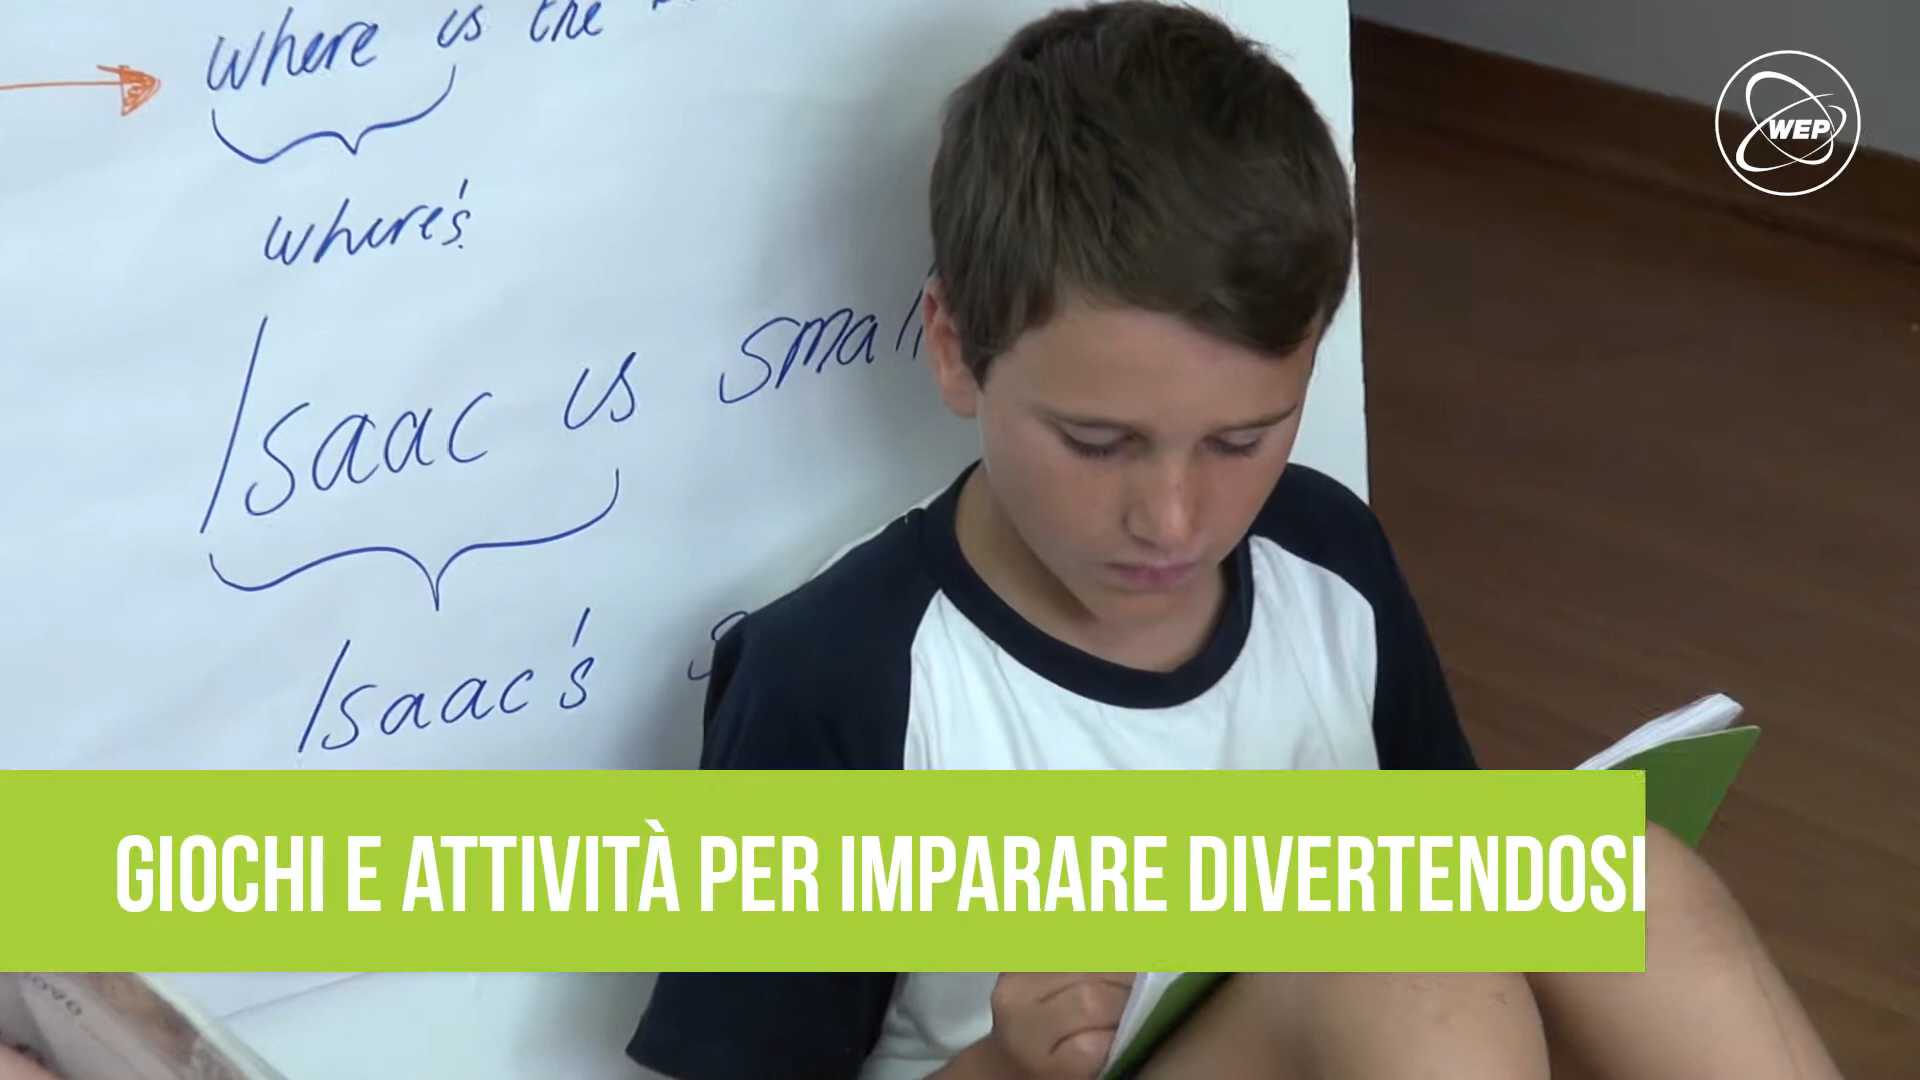 where is the
where's
WEP
Isaac is small
Isaac's
GIOCHI E ATTIVITÀ PER IMPARARE DIVERTENDOSI